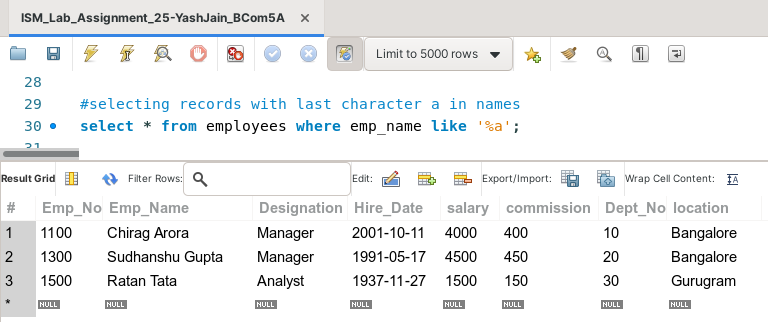 ISM_Lab_Assignment_25-YashJain_BCom5A ×
Limit to 5000 rows
28
29 #selecting records with last character a in names
30 select * from employees where emp_name like '%a';
31
Result Grid Filter Rows: Edit: Export/Import: Wrap Cell Content: IA
# Emp_No Emp_Name Designation Hire_Date salary commission Dept_No location
1 1100 Chirag Arora Manager 2001-10-11 4000 400 10 Bangalore
2 1300 Sudhanshu Gupta Manager 1991-05-17 4500 450 20 Bangalore
3 1500 Ratan Tata Analyst 1937-11-27 1500 150 30 Gurugram
* NULL NULL NULL NULL NULL NULL NULL NULL